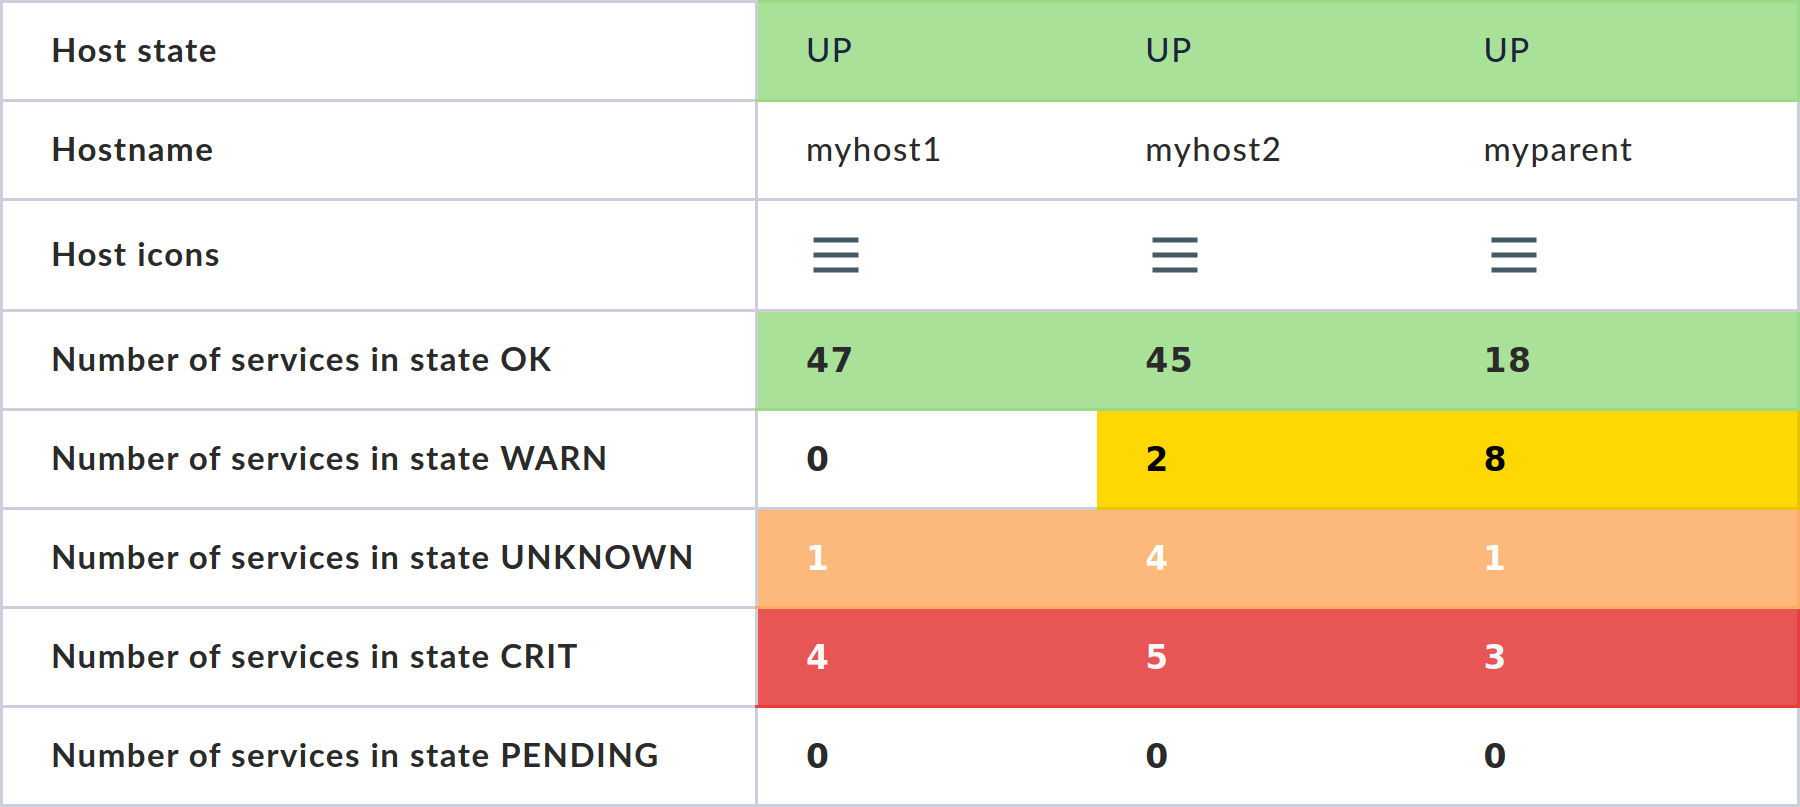 Host state UP UP UP
Hostname myhost1 myhost2 myparent
Host icons
Number of services in state OK 47 45 18
Number of services in state WARN 0 2 8
Number of services in state UNKNOWN 1 4 1
Number of services in state CRIT 4 5 3
Number of services in state PENDING 0 0 0